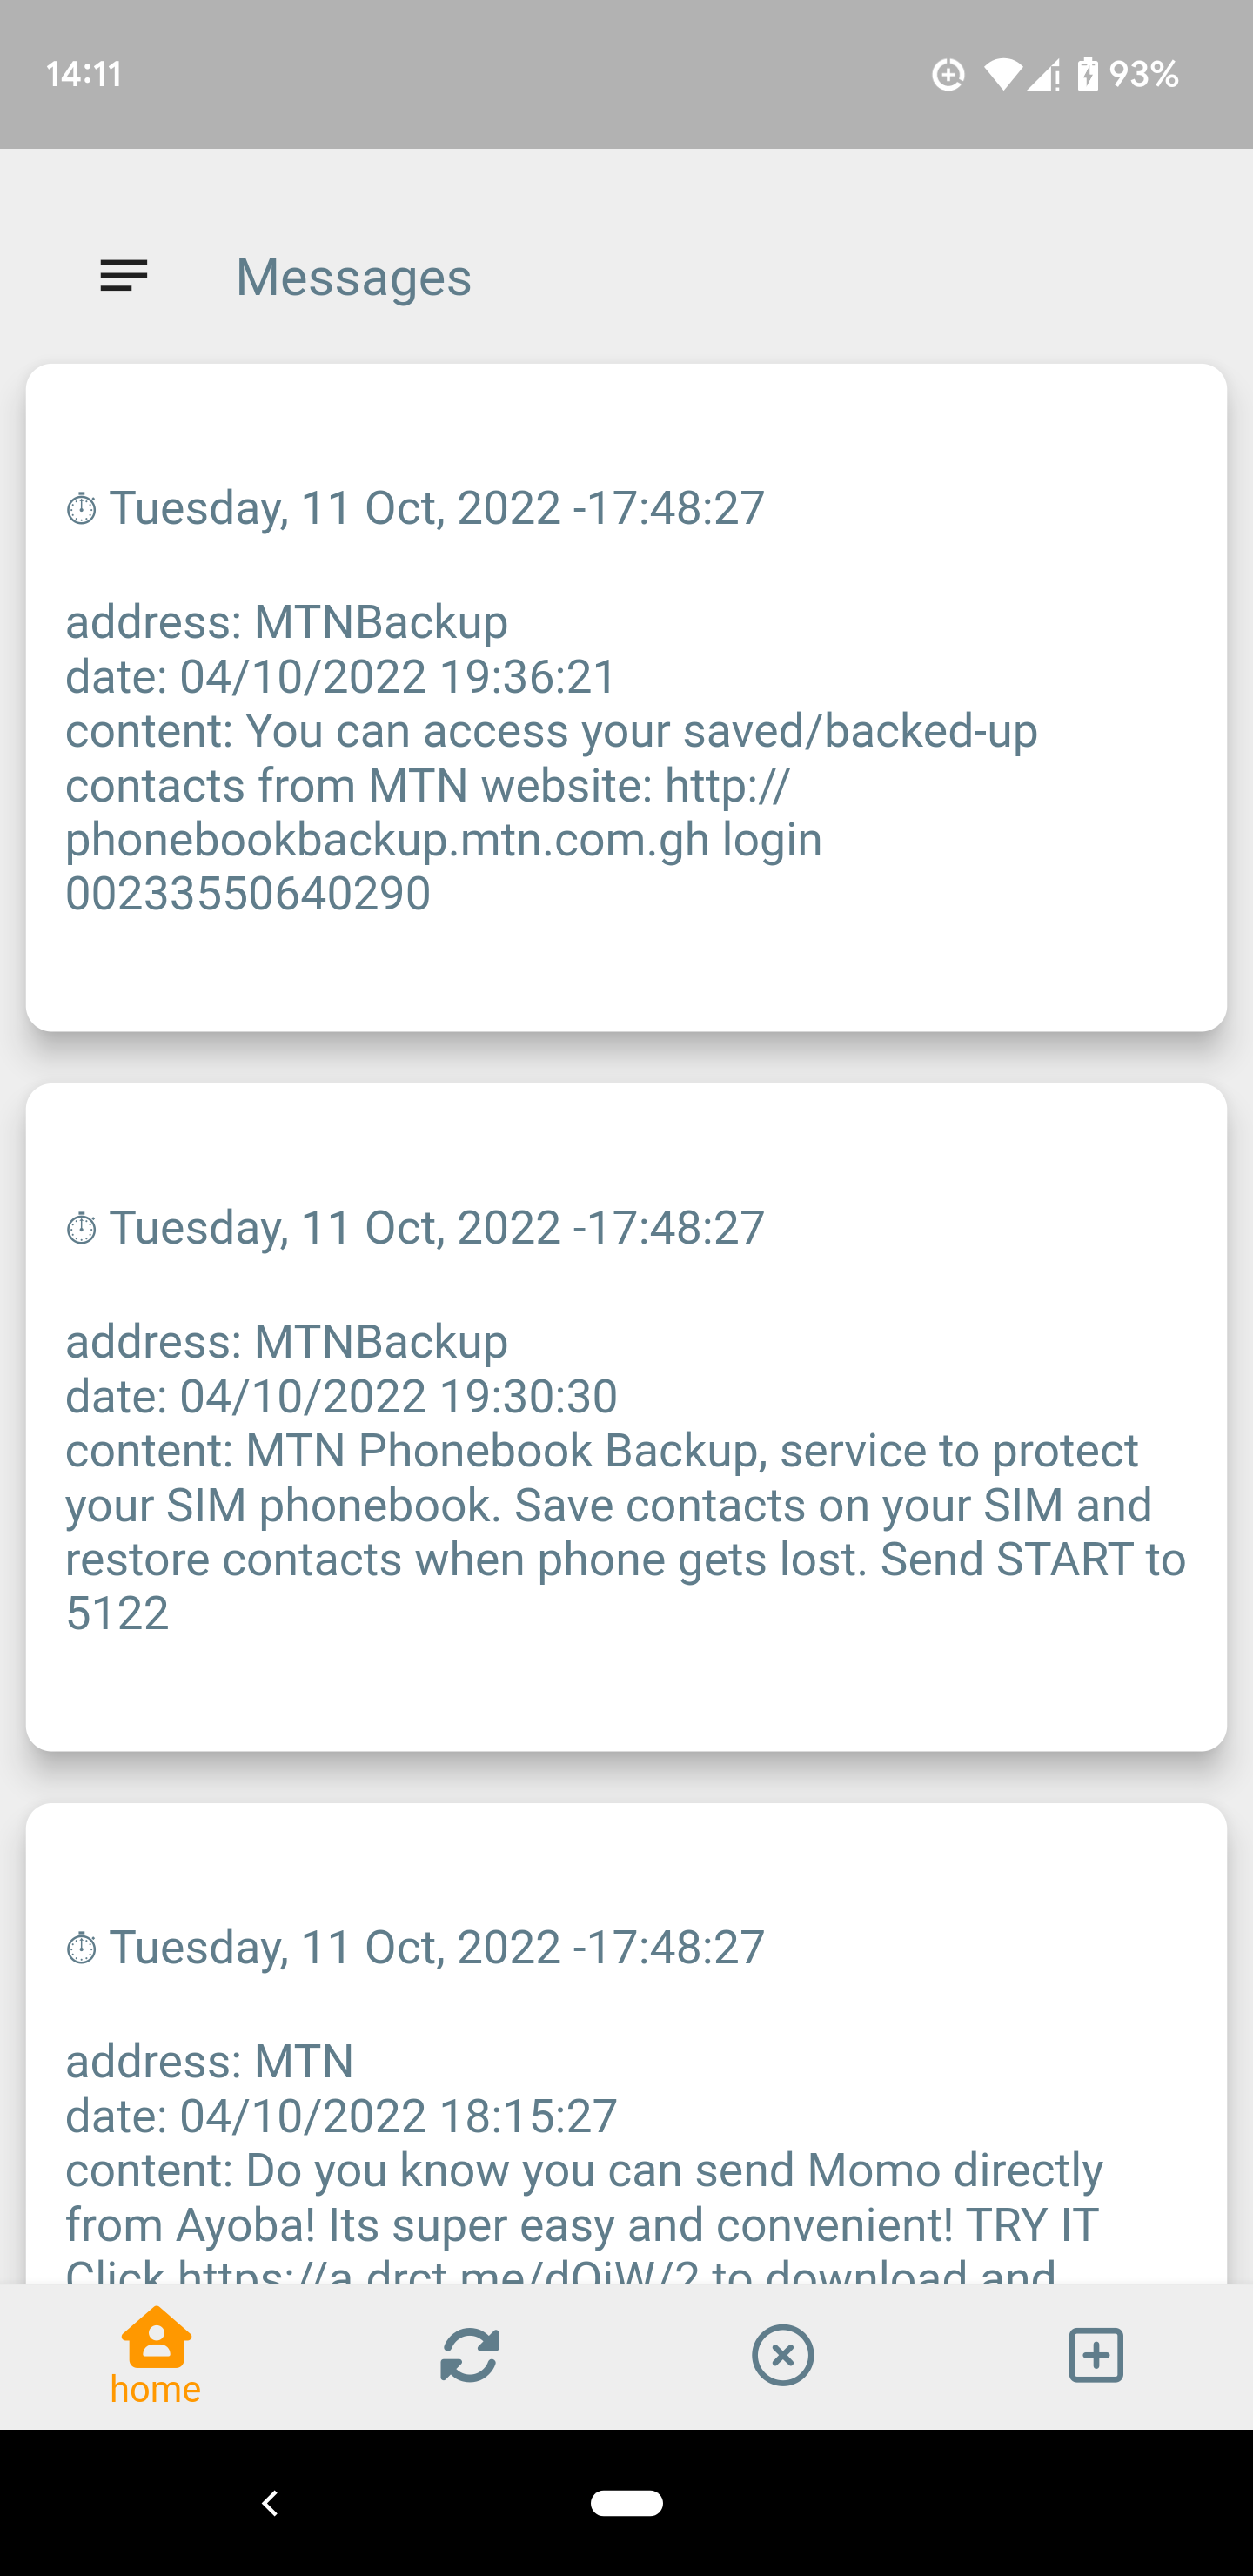 14:11
93%
Messages
Tuesday, 11 Oct, 2022 -17:48:27
address: MTNBackup
date: 04/10/2022 19:36:21
content: You can access your saved/backed-up
contacts from MTN website: http://
phonebookbackup.mtn.com.gh login
00233550640290
Tuesday, 11 Oct, 2022 -17:48:27
address: MTNBackup
date: 04/10/2022 19:30:30
content: MTN Phonebook Backup, service to protect
your SIM phonebook. Save contacts on your SIM and
restore contacts when phone gets lost. Send START to
5122
Tuesday, 11 Oct, 2022 -17:48:27
address: MTN
date: 04/10/2022 18:15:27
content: Do you know you can send Momo directly
from Ayoba! Its super easy and convenient! TRY IT
Click to download and
home